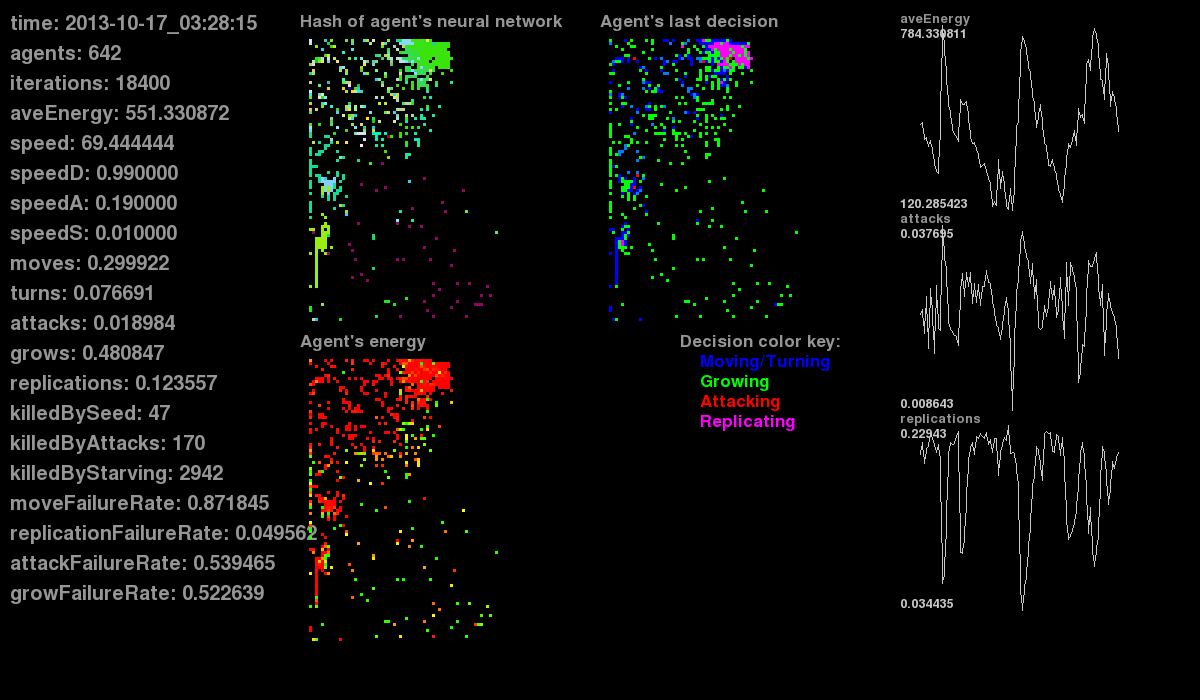 time: 2013-10-17_03:28:15
agents: 642
iterations: 18400
aveEnergy: 551.330872
speed: 69.444444
speedD: 0.990000
speedA: 0.190000
speedS: 0.010000
moves: 0.299922
turns: 0.076691
attacks: 0.018984
grows: 0.480847
replications: 0.123557
killedBySeed: 47
killedByAttacks: 170
killedByStarving: 2942
moveFailureRate: 0.871845
replicationFailureRate: 0.049562
attackFailureRate: 0.539465
growFailureRate: 0.522639
Hash of agent's neural network
Agent's last decision
Agent's energy
Decision color key:
Moving/Turning
Growing
Attacking
Replicating
aveEnergy
784.330811
120.285423
attacks
0.037695
0.008643
replications
0.22943
0.034435